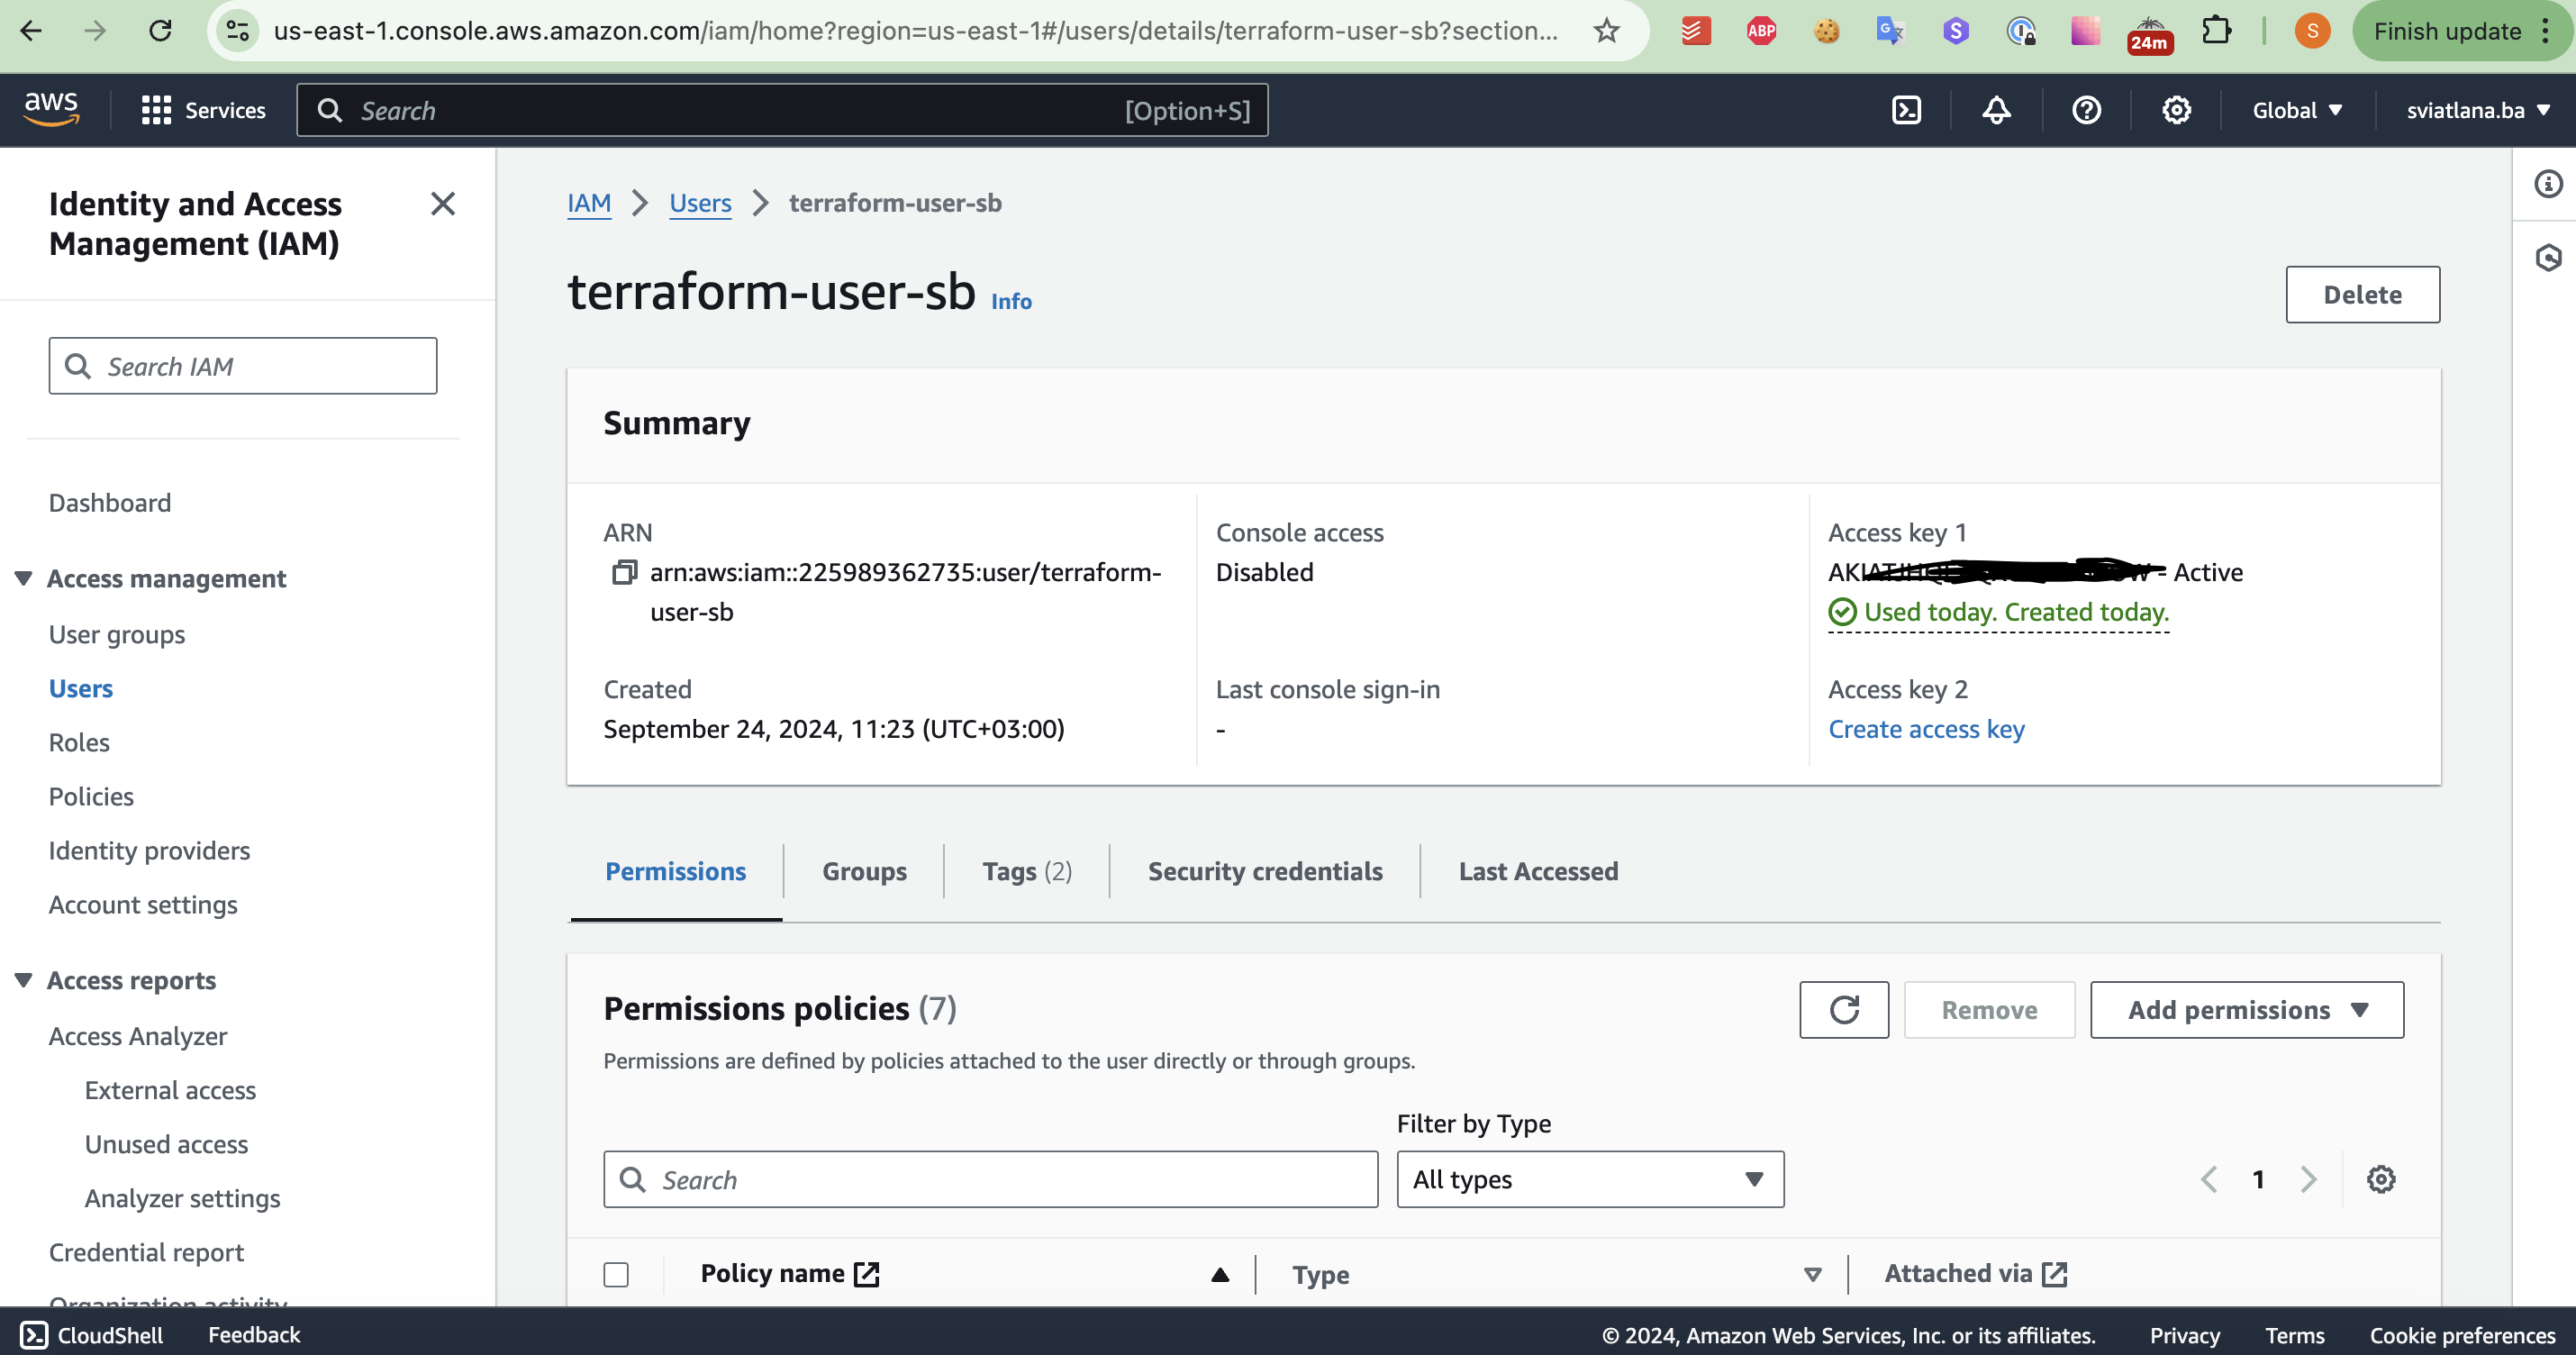 us-east-1.console.aws.amazon.com/iam/home?region=us-east-1#/users/details/terraform-user-sb?section...
ABP
24m
S
Finish update
aws
Services
Search
[Option+S]
Global
sviatlana.ba
Identity and Access
Management (IAM)
Search IAM
Dashboard
Access management
User groups
Users
Roles
Policies
Identity providers
Account settings
Access reports
Access Analyzer
External access
Unused access
Analyzer settings
Credential report
Organization activity
IAM > Users > terraform-user-sb
terraform-user-sb Info
Delete
Summary
ARN
arn:aws:iam::225989362735:user/terraform-
user-sb
Console access
Disabled
Access key 1
- Active
Used today. Created today.
Created
September 24, 2024, 11:23 (UTC+03:00)
Last console sign-in
-
Access key 2
Create access key
Permissions
Groups
Tags (2)
Security credentials
Last Accessed
Permissions policies (7)
Remove
Add permissions
Permissions are defined by policies attached to the user directly or through groups.
Filter by Type
Search
All types
1
Policy name
Type
Attached via
CloudShell
Feedback
© 2024, Amazon Web Services, Inc. or its affiliates.
Privacy
Terms
Cookie preferences